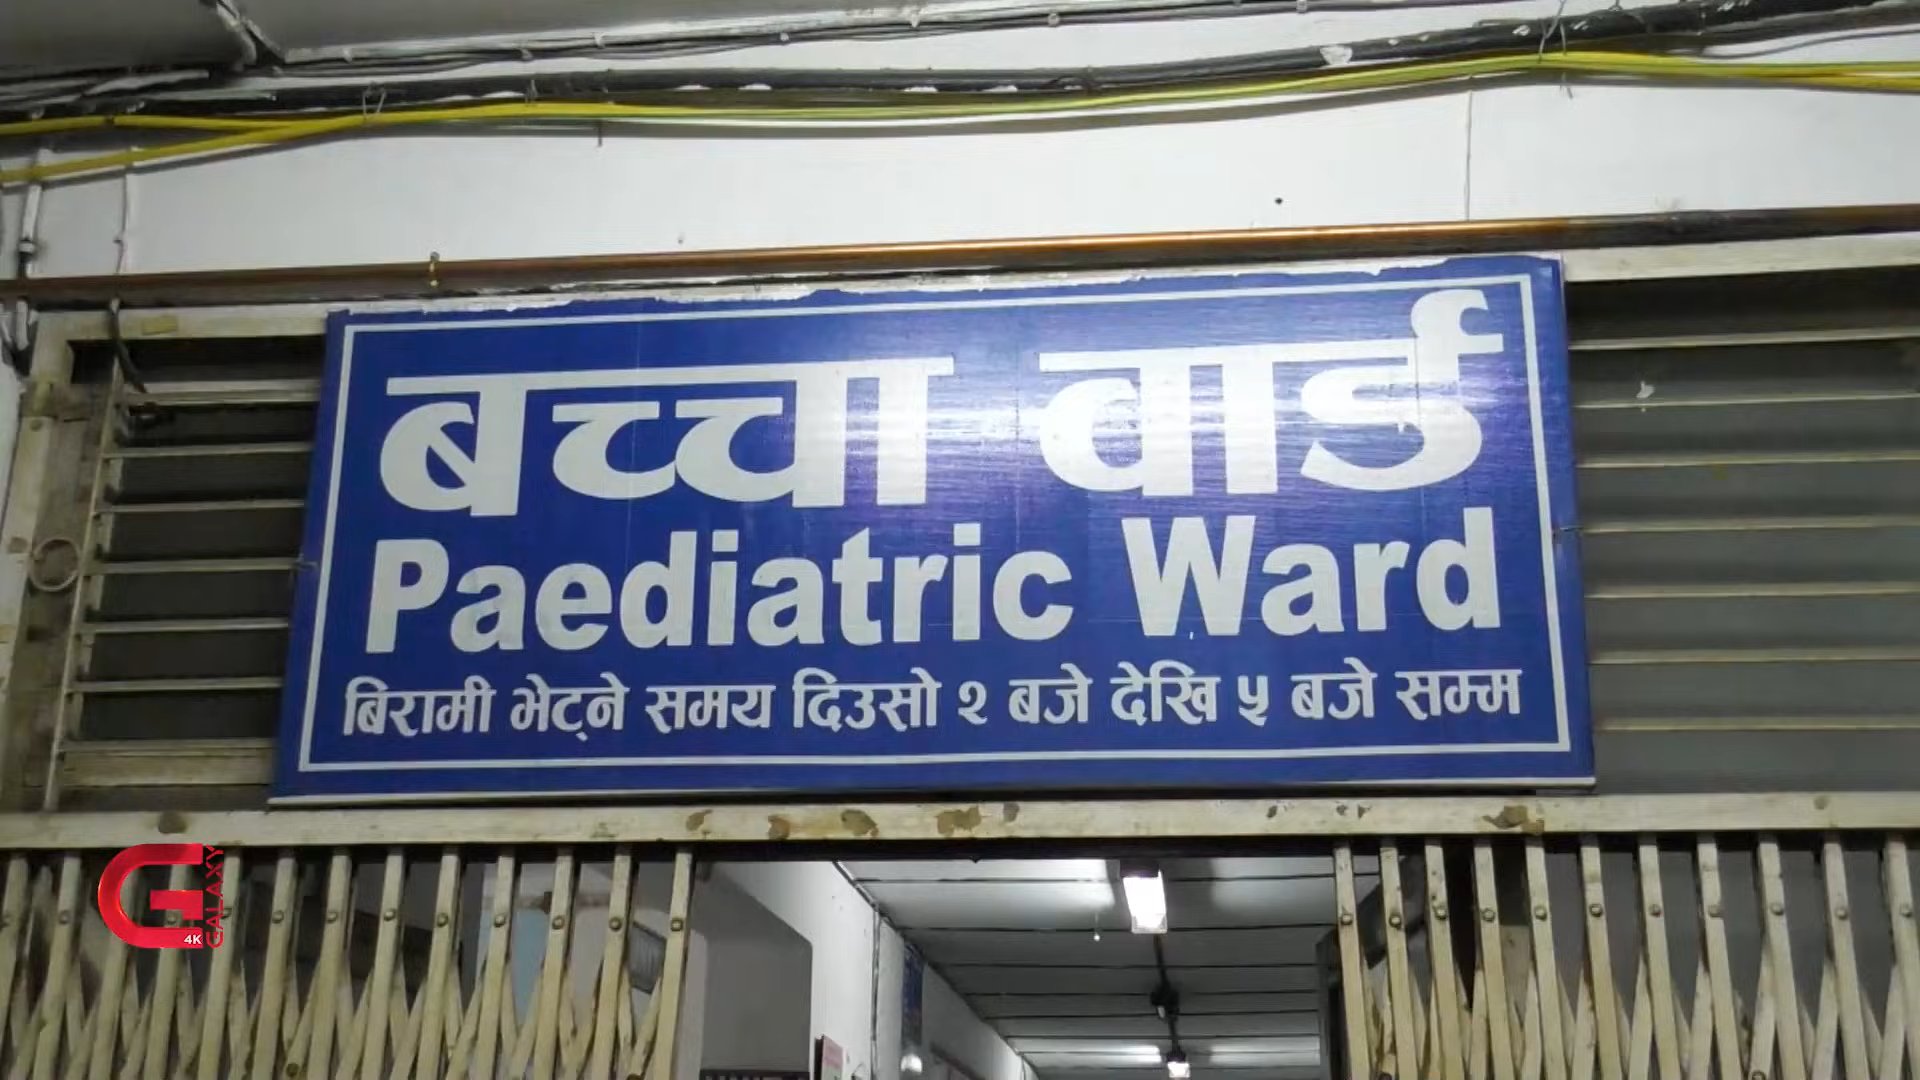 बच्चा वार्ड
Paediatric Ward
बिरामी भेट्ने समय दिउसो २ बजे देखि ५ बजे सम्म
G GALAXY
4K